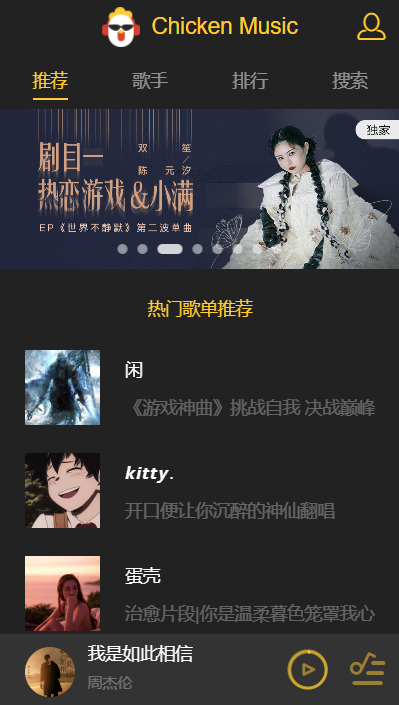 Chicken Music
推荐
歌手
排行
搜索
独家
剧目一
双笙
／
陈元汐
热恋游戏&小满
EP《世界不静默》第二波单曲
热门歌单推荐
闲
《游戏神曲》挑战自我 决战巅峰
kitty.
开口便让你沉醉的神仙翻唱
蛋壳
治愈片段|你是温柔暮色笼罩我心
我是如此相信
周杰伦